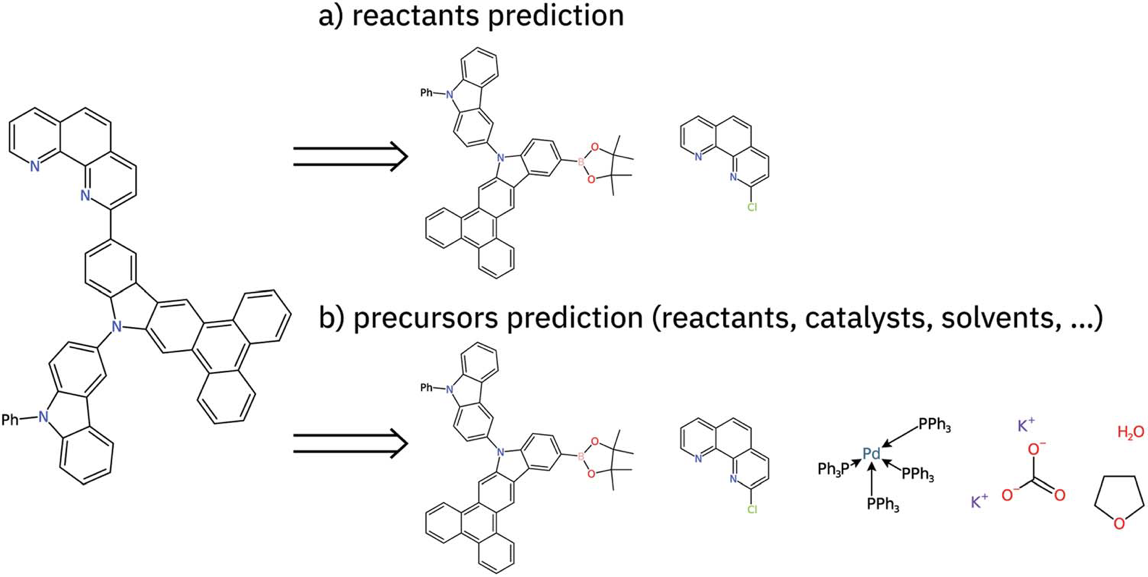 a) reactants prediction
Ph N
N
B
O
O
N
N
Cl
N
N
N
Ph N
b) precursors prediction (reactants, catalysts, solvents, ...)
Ph N
N
B
O
O
N
N
Cl
PPh₃
Pd
Ph₃P
PPh₃
PPh₃
K⁺
O⁻
O⁻
O
K⁺
H₂O
O